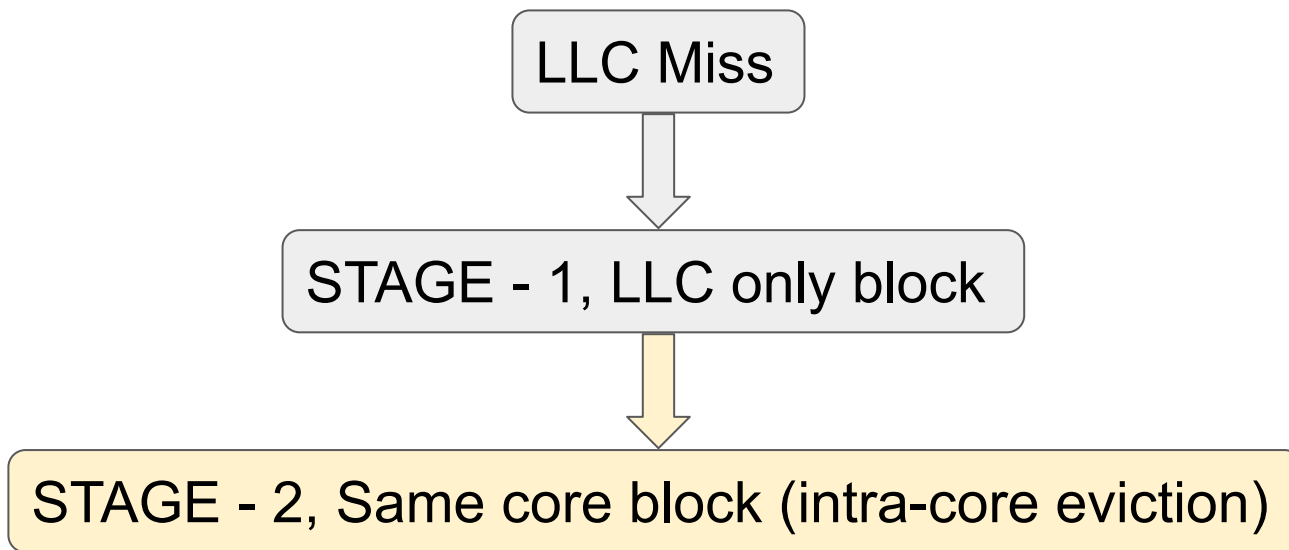 LLC Miss
STAGE - 1, LLC only block
STAGE - 2, Same core block (intra-core eviction)